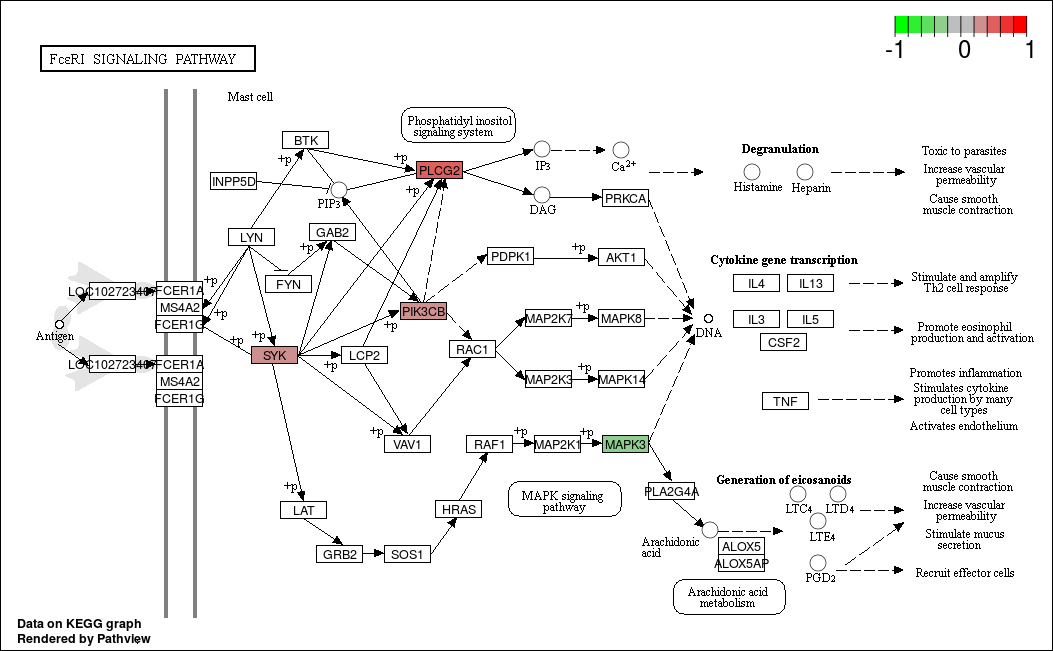 -1 0 1
FcεRI SIGNALING PATHWAY
Mast cell
Phosphatidyl inositol
signaling system
BTK
+p
+p
PLCG2
+p
IP3
Ca2+
INPP5D
PIP3
DAG
PRKCA
Degranulation
Histamine Heparin
Toxic to parasites
Increase vascular
permeability
Cause smooth
muscle contraction
LYN
GAB2
+p
FYN
PDPK1
+p
AKT1
Cytokine gene transcription
IL4 IL13
IL3 IL5
CSF2
TNF
Stimulate and amplify
Th2 cell response
Promote eosinophil
production and activation
Promotes inflammation
Stimulates cytokine
production by many
cell types
Activates endothelium
Antigen
FCER1A
MS4A2
FCER1G
+p
+p
+p
+p
SYK
FCER1A
MS4A2
FCER1G
PIK3CB
+p
LCP2
+p
RAC1
MAP2K7
+p
MAPK8
MAP2K3
+p
MAPK14
DNA
+p
VAV1
RAF1
+p
MAP2K1
+p
MAPK3
MAPK signaling
pathway
PLA2G4A
+p
LAT
GRB2
SOS1
HRAS
Arachidonic
acid
ALOX5
ALOX5AP
Arachidonic acid
metabolism
Generation of eicosanoids
LTC4 LTD4
LTE4
PGD2
Cause smooth
muscle contraction
Increase vascular
permeability
Stimulate mucus
secretion
Recruit effector cells
Data on KEGG graph
Rendered by Pathview